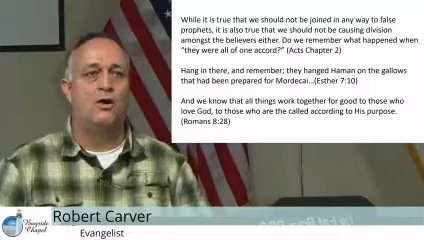 While it is true that we should not be joined in any way to false
prophets, it is also true that we should not be causing division
amongst the believers either. Do we remember what happened when
"they were all of one accord?" (Acts Chapter 2)
Hang in there, and remember; they hanged Haman on the gallows
that had been prepared for Mordecai...(Esther 7:10)
And we know that all things work together for good to those who
love God, to those who are the called according to His purpose.
(Romans 8:28)
Bayside
Chapel
Robert Carver
Evangelist